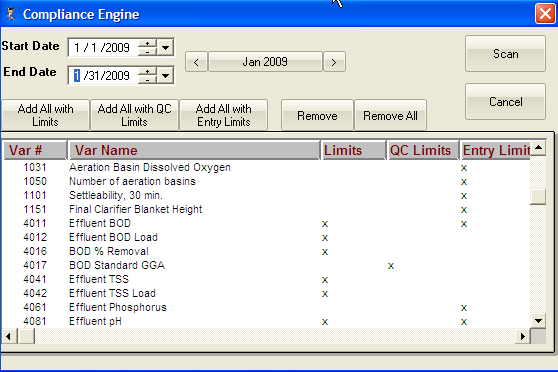 Compliance Engine
Start Date 1 / 1 /2009
< Jan 2009 >
Scan
End Date 1 /31/2009
Cancel
Add All with Limits
Add All with QC Limits
Add All with Entry Limits
Remove
Remove All
Var # Var Name Limits QC Limits Entry Limit
1031 Aeration Basin Dissolved Oxygen x
1050 Number of aeration basins x
1101 Settleability, 30 min. x
1151 Final Clarifier Blanket Height x
4011 Effluent BOD x x
4012 Effluent BOD Load x
4016 BOD % Removal x
4017 BOD Standard GGA x
4041 Effluent TSS x
4042 Effluent TSS Load x
4061 Effluent Phosphorus x
4081 Effluent pH x x